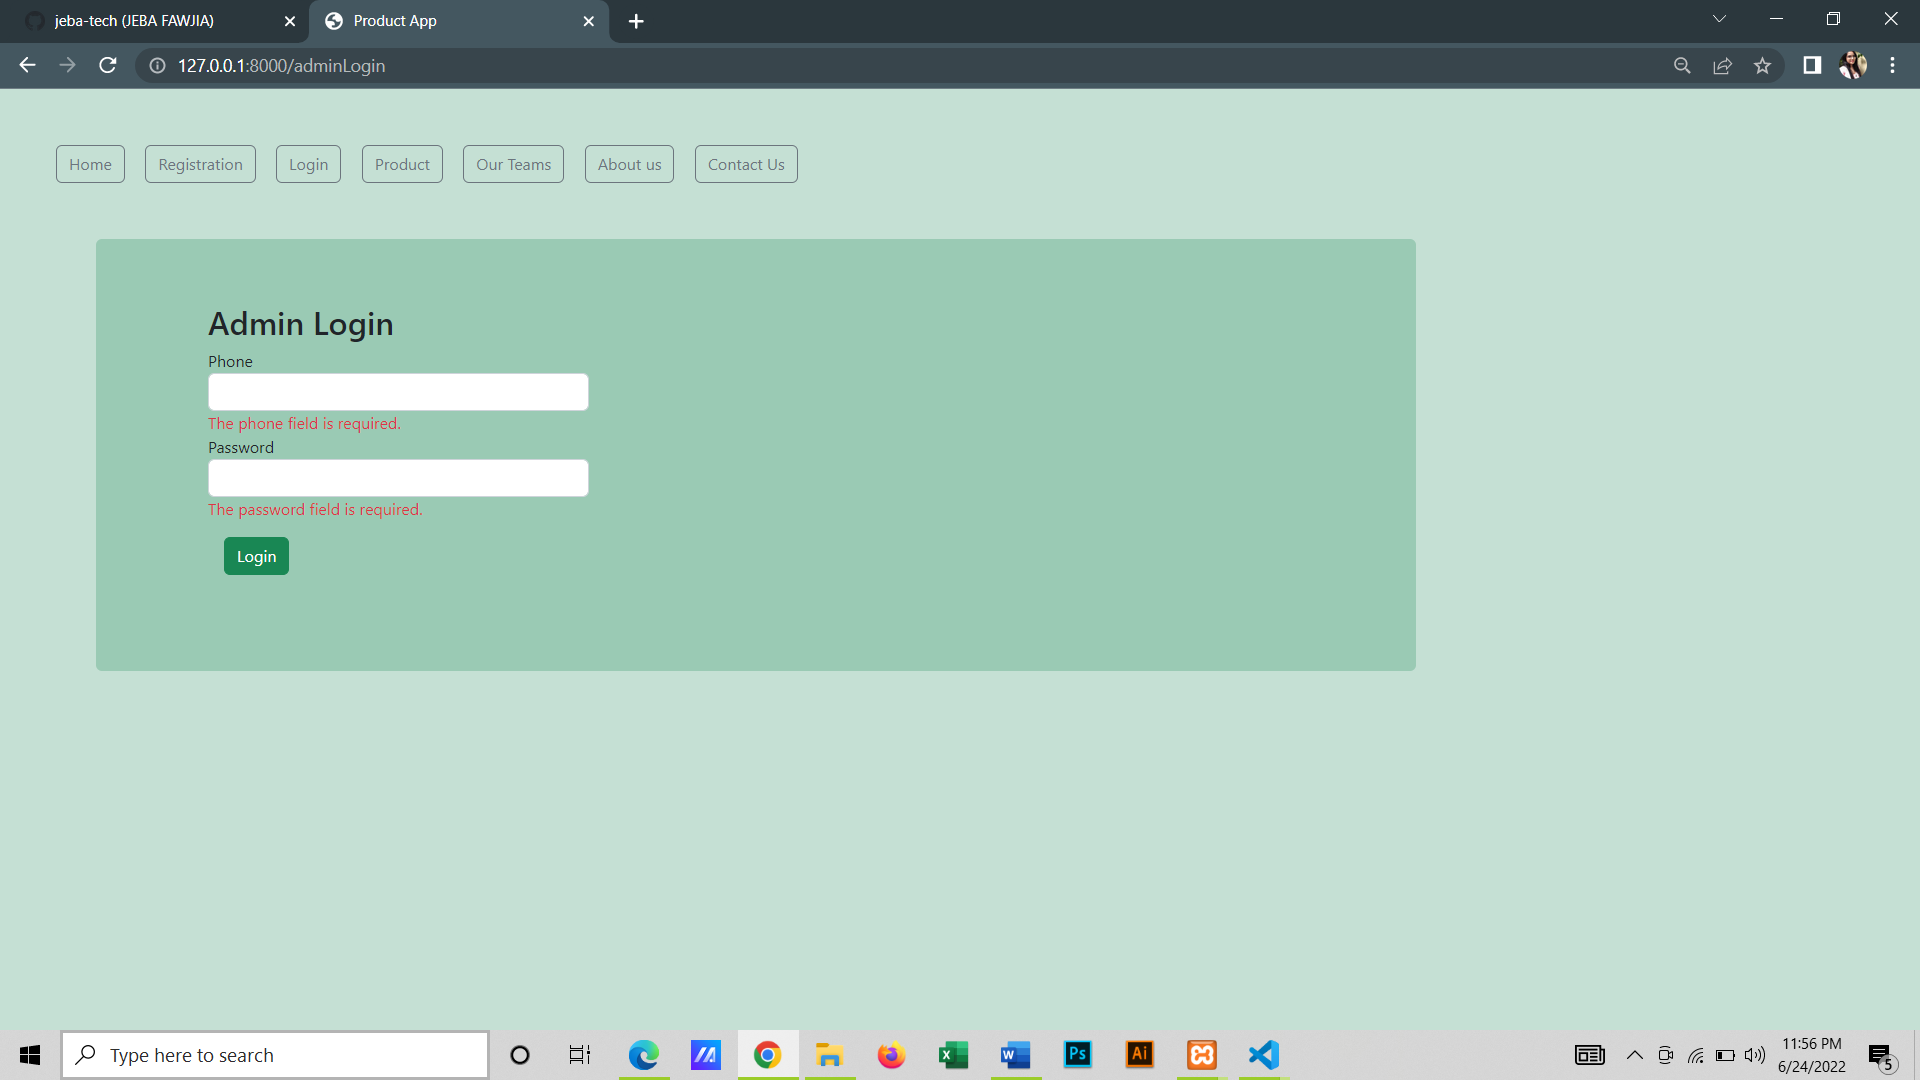 jeba-tech (JEBA FAWJIA)
Product App
127.0.0.1:8000/adminLogin
Home
Registration
Login
Product
Our Teams
About us
Contact Us
Admin Login
Phone
The phone field is required.
Password
The password field is required.
Login
Type here to search
X
W
Ps
Ai
11:56 PM
6/24/2022
5